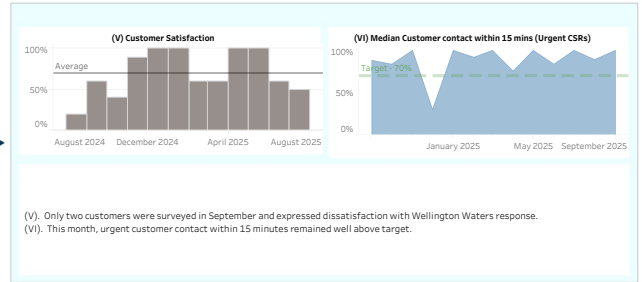 (V) Customer Satisfaction
100%
Average
50%
0%
August 2024 December 2024 April 2025 August 2025
(VI) Median Customer contact within 15 mins (Urgent CSRs)
100%
Target - 70%
50%
0%
January 2025 May 2025 September 2025
(V). Only two customers were surveyed in September and expressed dissatisfaction with Wellington Waters response.
(VI). This month, urgent customer contact within 15 minutes remained well above target.